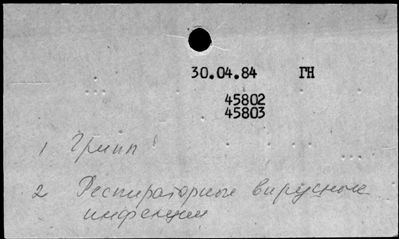 30.04.84 ГН
45802
45803
1 Грипп
2 Респираторные вирусные
инфекции